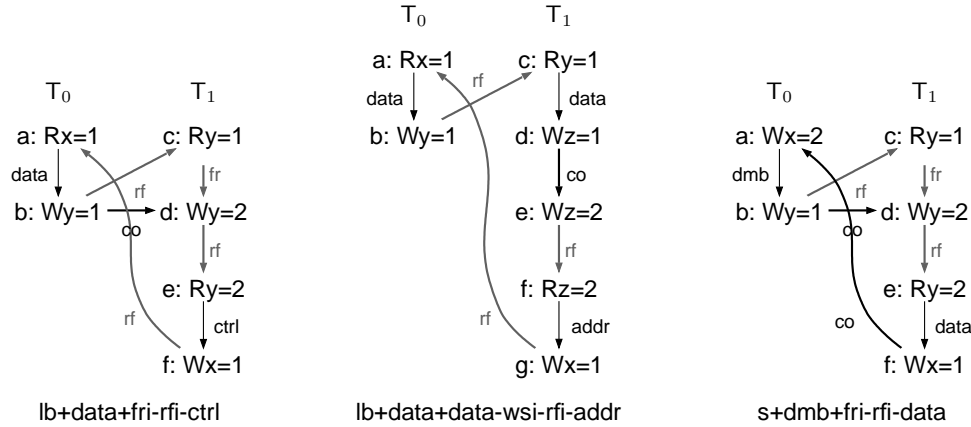 T0 T1
a: Rx=1 c: Ry=1
data rf fr
b: Wy=1 co d: Wy=2
rf
e: Ry=2
rf ctrl
f: Wx=1
lb+data+fri-rfi-ctrl
T0 T1
a: Rx=1 rf c: Ry=1
data data
b: Wy=1 d: Wz=1
co
e: Wz=2
rf rf
f: Rz=2
addr
g: Wx=1
lb+data+data-wsi-rfi-addr
T0 T1
a: Wx=2 c: Ry=1
dmb rf fr
b: Wy=1 co d: Wy=2
rf
e: Ry=2
co data
f: Wx=1
s+dmb+fri-rfi-data